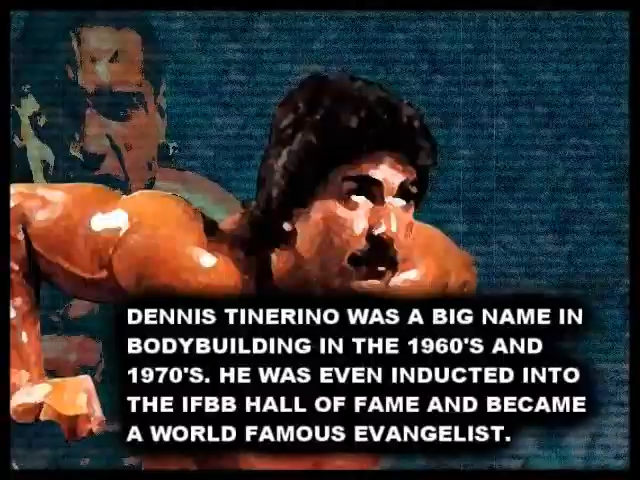 DENNIS TINERINO WAS A BIG NAME IN
BODYBUILDING IN THE 1960'S AND
1970'S. HE WAS EVEN INDUCTED INTO
THE IFBB HALL OF FAME AND BECAME
A WORLD FAMOUS EVANGELIST.